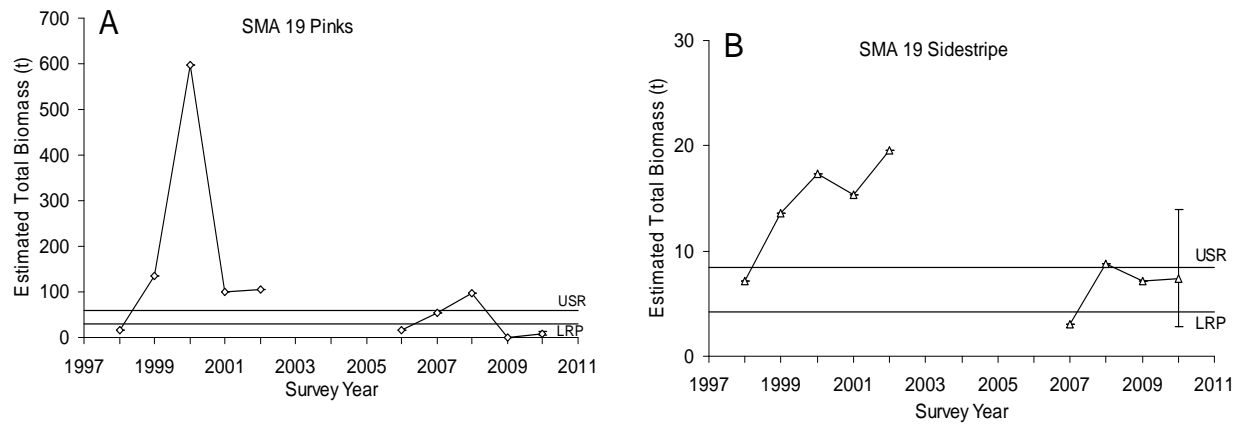 A
SMA 19 Pinks
Estimated Total Biomass (t)
700
600
500
400
300
200
100
0
USR
LRP
1997 1999 2001 2003 2005 2007 2009 2011
Survey Year
B
SMA 19 Sidestripe
Estimated Total Biomass (t)
30
20
10
0
USR
LRP
1997 1999 2001 2003 2005 2007 2009 2011
Survey Year